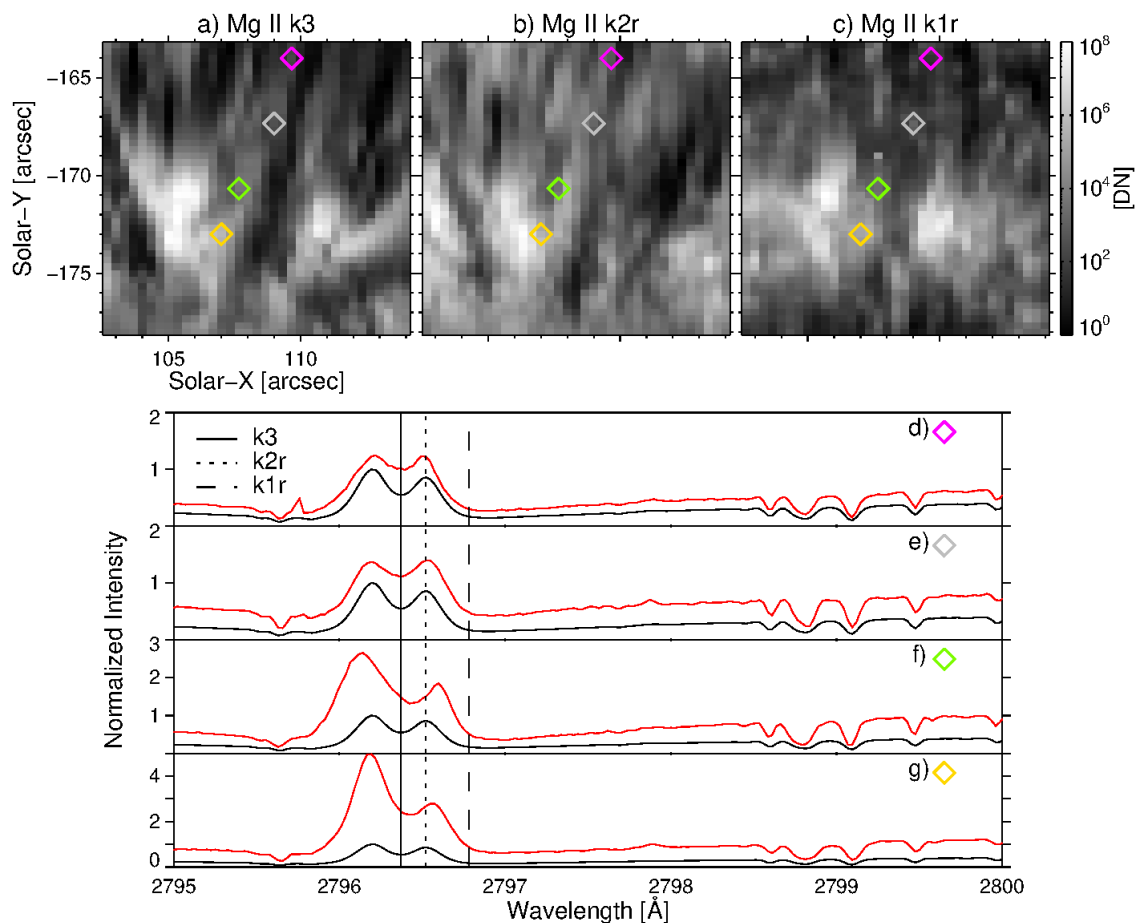 a) Mg II k3
b) Mg II k2r
c) Mg II k1r
−165
−170
−175
Solar−Y [arcsec]
105
110
Solar−X [arcsec]
10^8
10^6
10^4
10^2
10^0
[DN]
2
1
k3
k2r
k1r
d)
2
1
e)
3
2
1
f)
4
2
0
g)
Normalized Intensity
2795
2796
2797
2798
2799
2800
Wavelength [Å]